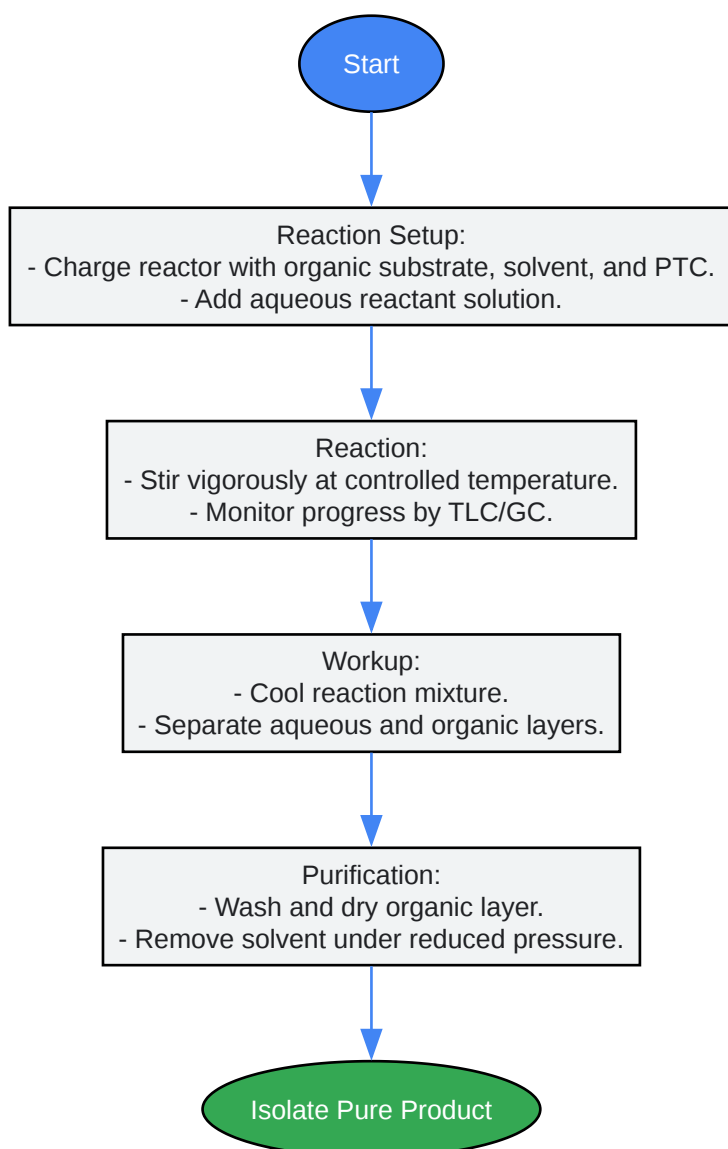 Start
Reaction Setup:
- Charge reactor with organic substrate, solvent, and PTC.
- Add aqueous reactant solution.
Reaction:
- Stir vigorously at controlled temperature.
- Monitor progress by TLC/GC.
Workup:
- Cool reaction mixture.
- Separate aqueous and organic layers.
Purification:
- Wash and dry organic layer.
- Remove solvent under reduced pressure.
Isolate Pure Product